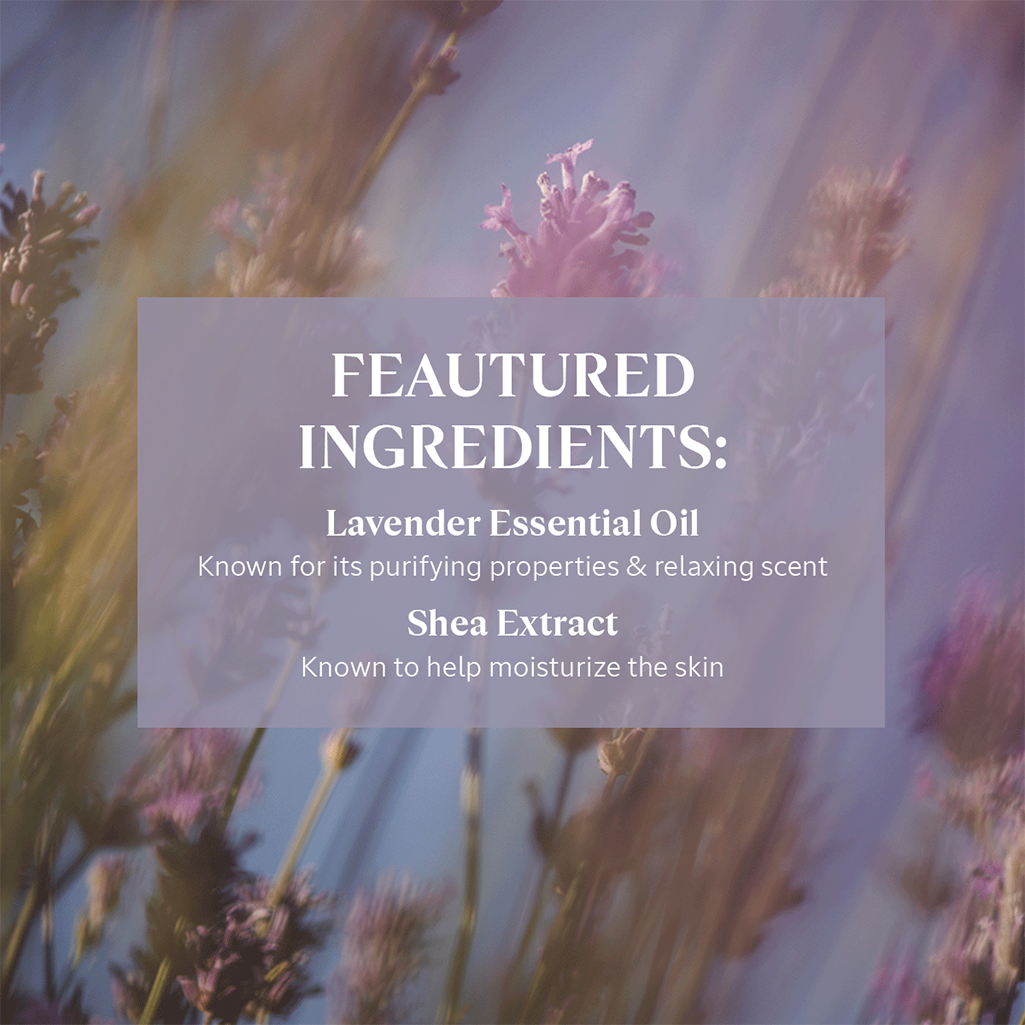 FEAUTURED
INGREDIENTS:
Lavender Essential Oil
Known for its purifying properties & relaxing scent
Shea Extract
Known to help moisturize the skin